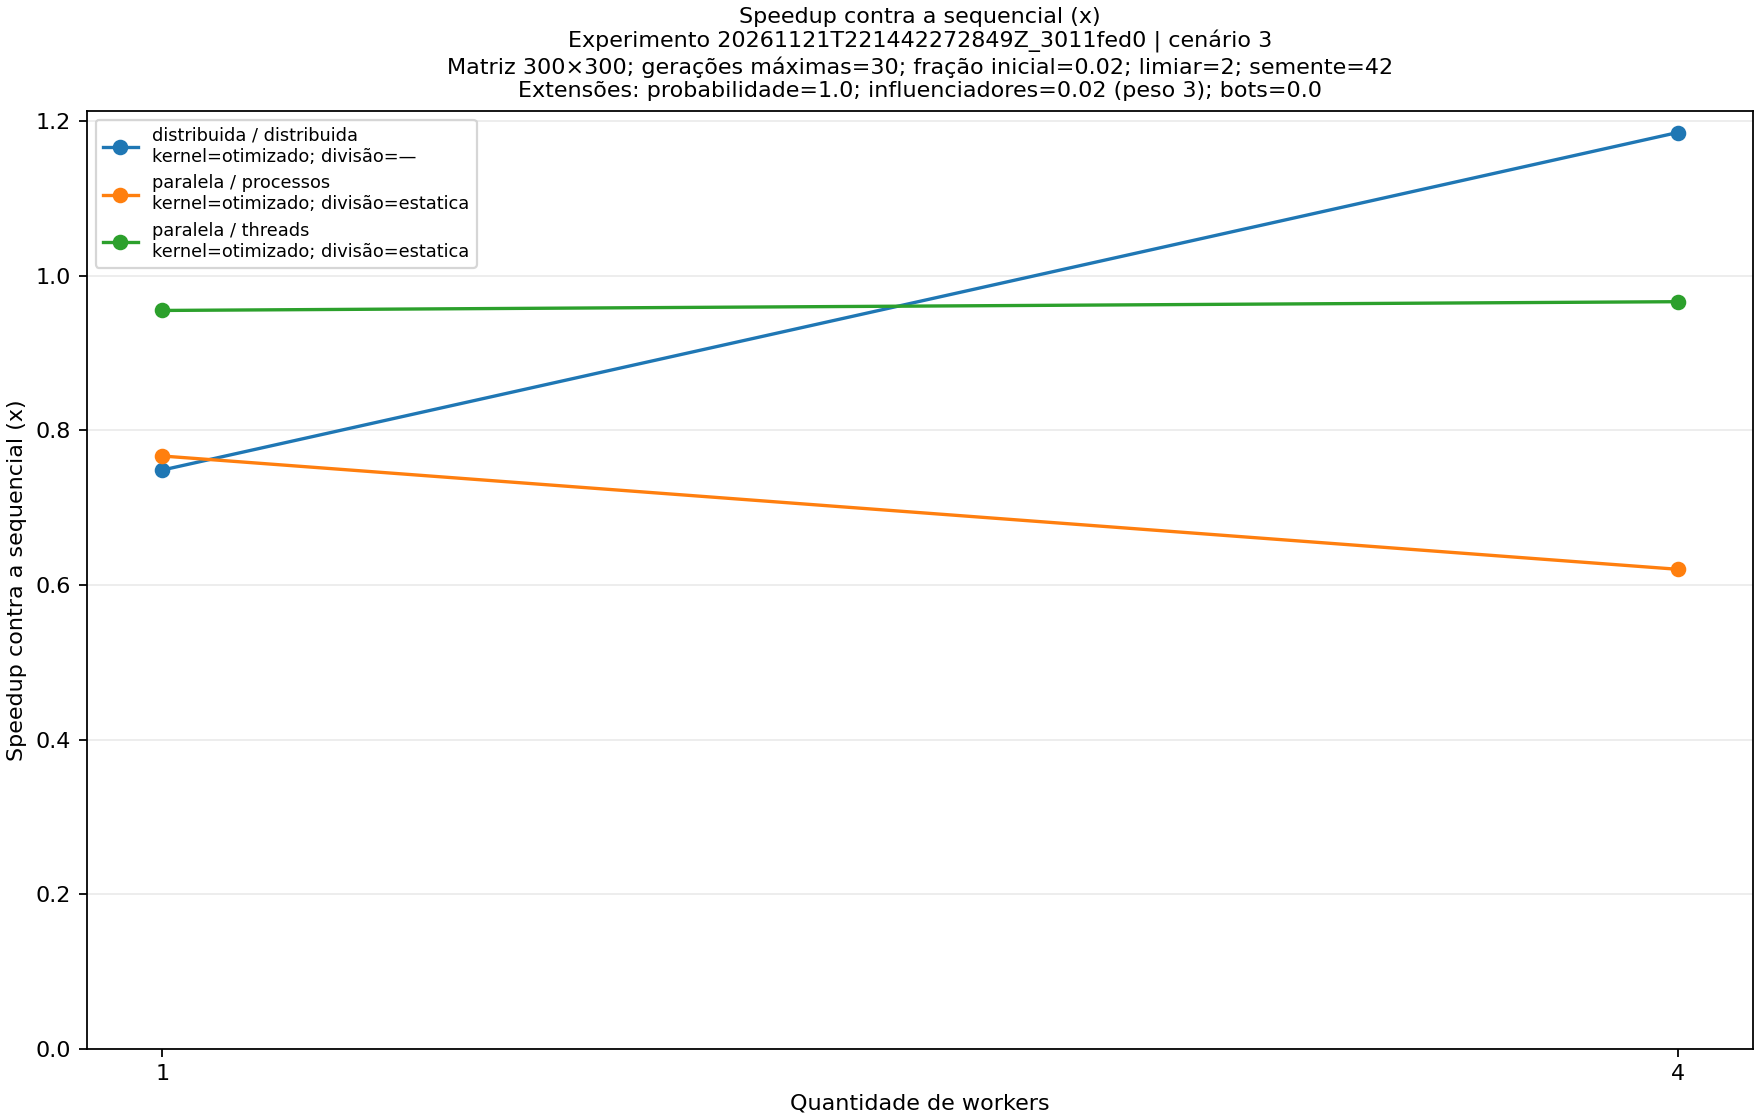 Speedup contra a sequencial (x)
Experimento 20261121T221442272849Z_3011fed0 | cenário 3
Matriz 300×300; gerações máximas=30; fração inicial=0.02; limiar=2; semente=42
Extensões: probabilidade=1.0; influenciadores=0.02 (peso 3); bots=0.0
distribuida / distribuida
kernel=otimizado; divisão=—
paralela / processos
kernel=otimizado; divisão=estatica
paralela / threads
kernel=otimizado; divisão=estatica
Speedup contra a sequencial (x)
1.2
1.0
0.8
0.6
0.4
0.2
0.0
1
4
Quantidade de workers